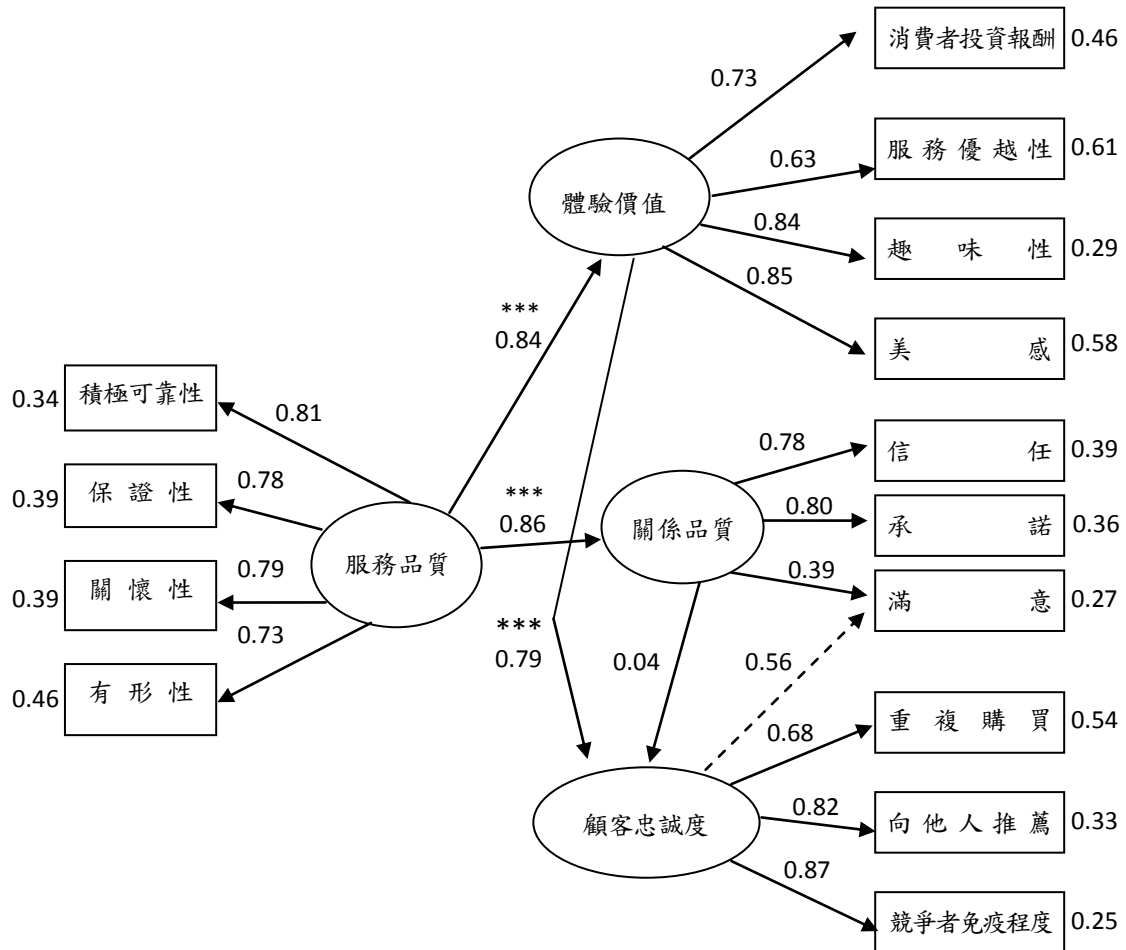 消費者投資報酬 0.46
0.73
服務優越性 0.61
0.63
體驗價值
0.84
趣味性 0.29
0.85
美感 0.58
***
0.84
0.34 積極可靠性
0.81
0.78
信任 0.39
0.39 保證性
0.78
***
0.86
關係品質
0.80
承諾 0.36
服務品質
0.79
0.39 關懷性
0.39
滿意 0.27
0.73
***
0.79
0.04
0.56
0.46 有形性
重複購買 0.54
0.68
顧客忠誠度
0.82
向他人推薦 0.33
0.87
競爭者免疫程度 0.25